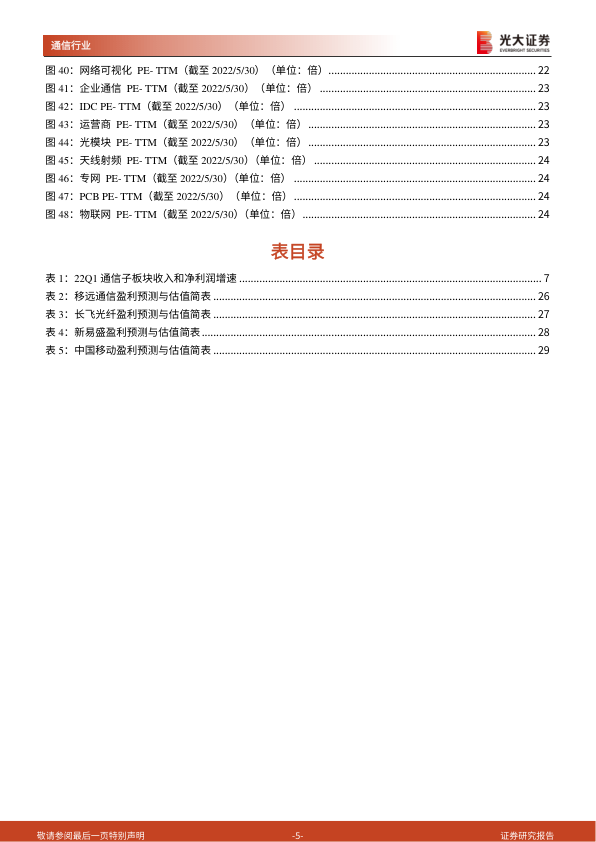 通信行业
光大证券
EVERBRIGHT SECURITIES
图 40：网络可视化 PE- TTM（截至 2022/5/30）（单位：倍） 22
图 41：企业通信 PE- TTM（截至 2022/5/30）（单位：倍） 23
图 42：IDC PE- TTM（截至 2022/5/30）（单位：倍） 23
图 43：运营商 PE- TTM（截至 2022/5/30）（单位：倍） 23
图 44：光模块 PE- TTM（截至 2022/5/30）（单位：倍） 23
图 45：天线射频 PE- TTM（截至 2022/5/30）（单位：倍） 24
图 46：专网 PE- TTM（截至 2022/5/30）（单位：倍） 24
图 47：PCB PE- TTM（截至 2022/5/30）（单位：倍） 24
图 48：物联网 PE- TTM（截至 2022/5/30）（单位：倍） 24
表目录
表 1：22Q1 通信子板块收入和净利润增速 7
表 2：移远通信盈利预测与估值简表 26
表 3：长飞光纤盈利预测与估值简表 27
表 4：新易盛盈利预测与估值简表 28
表 5：中国移动盈利预测与估值简表 29
敬请参阅最后一页特别声明 -5- 证券研究报告